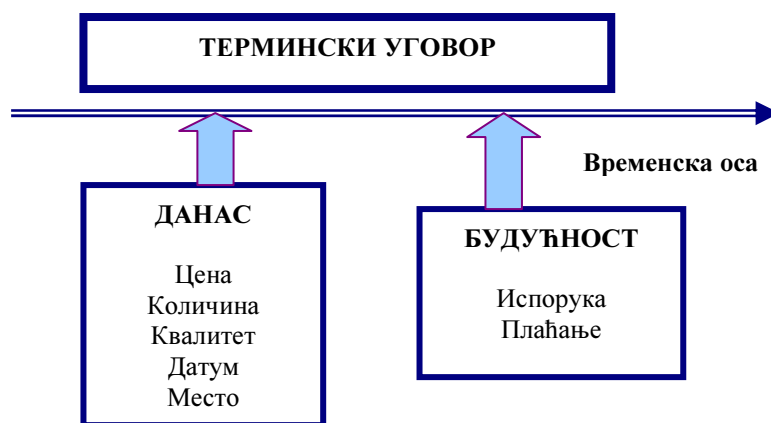 ТЕРМИНСКИ УГОВОР
Временска оса
ДАНАС
Цена
Количина
Квалитет
Датум
Место
БУДУЋНОСТ
Испорука
Плаћање